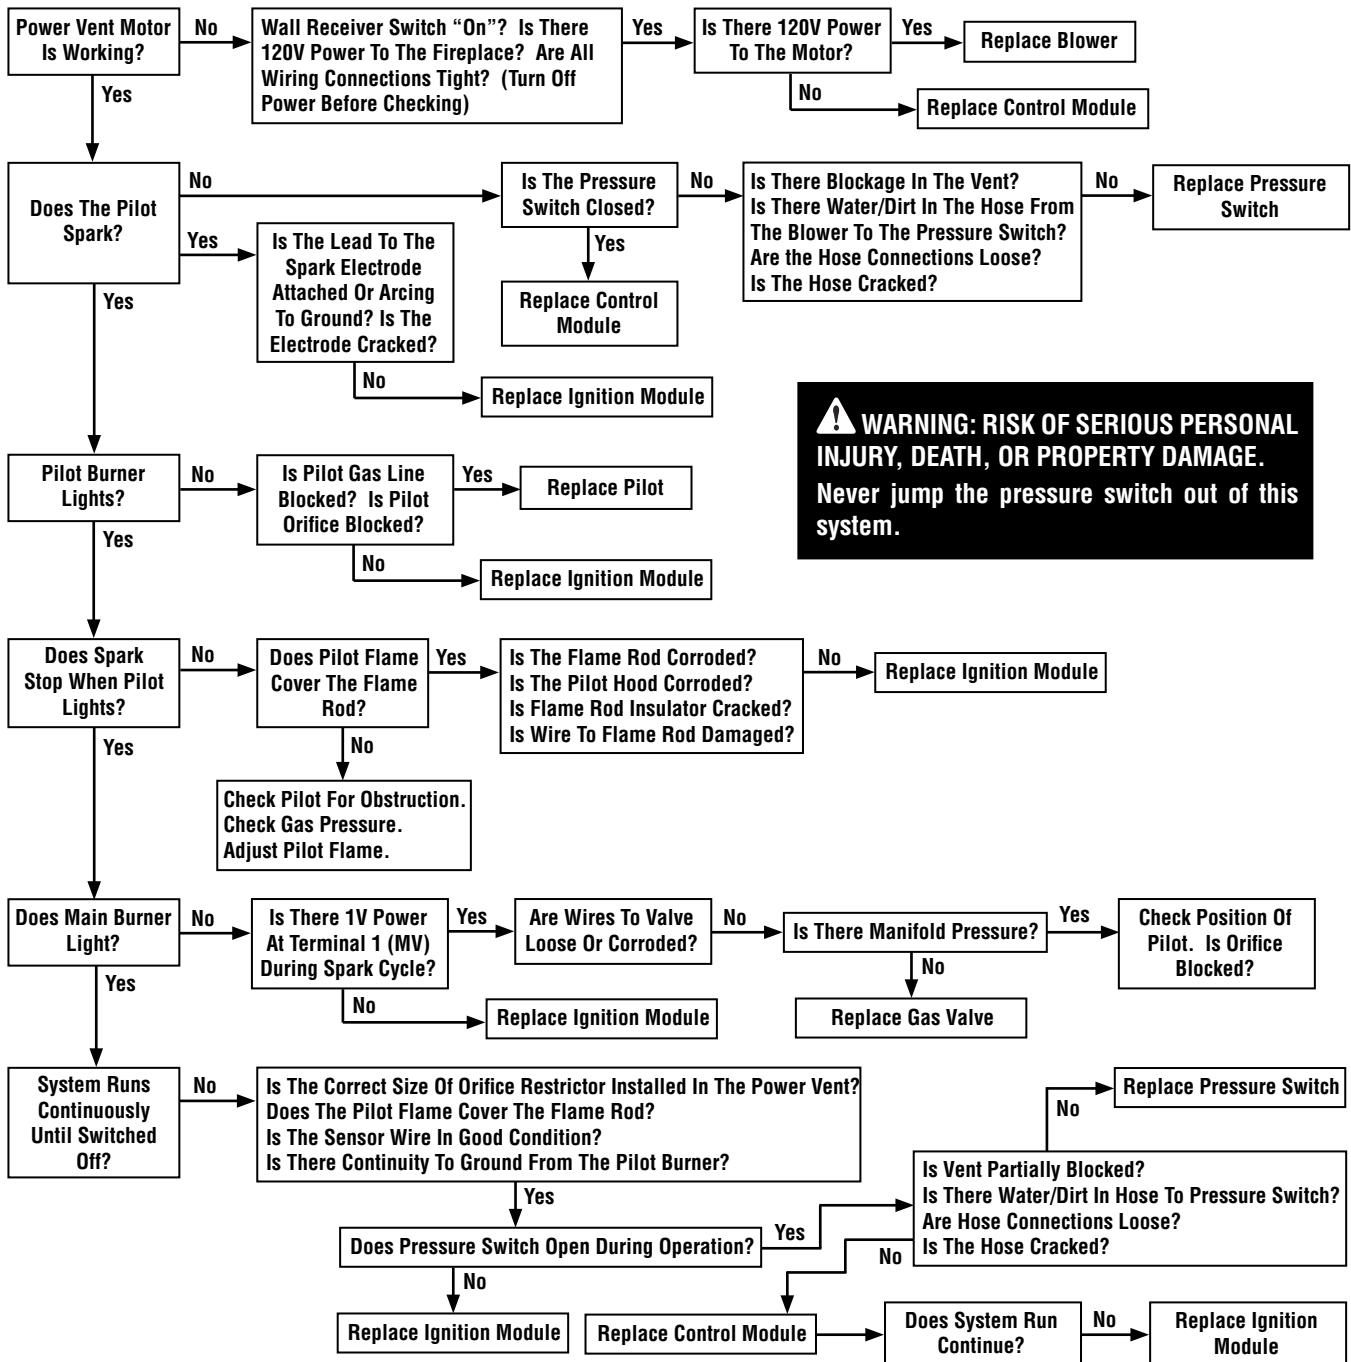 Power Vent Motor
Is Working?
No
Wall Receiver Switch “On”? Is There
120V Power To The Fireplace? Are All
Wiring Connections Tight? (Turn Off
Power Before Checking)
Yes
Is There 120V Power
To The Motor?
Yes
Replace Blower
No
Replace Control Module
Yes
Does The Pilot
Spark?
No
Is The Pressure
Switch Closed?
No
Is There Blockage In The Vent?
Is There Water/Dirt In The Hose From
The Blower To The Pressure Switch?
Are the Hose Connections Loose?
Is The Hose Cracked?
No
Replace Pressure
Switch
Yes
Replace Control
Module
Yes
Is The Lead To The
Spark Electrode
Attached Or Arcing
To Ground? Is The
Electrode Cracked?
No
Replace Ignition Module
Yes
WARNING: RISK OF SERIOUS PERSONAL
INJURY, DEATH, OR PROPERTY DAMAGE.
Never jump the pressure switch out of this
system.
Pilot Burner
Lights?
No
Is Pilot Gas Line
Blocked? Is Pilot
Orifice Blocked?
Yes
Replace Pilot
No
Replace Ignition Module
Yes
Does Spark
Stop When Pilot
Lights?
No
Does Pilot Flame
Cover The Flame
Rod?
Yes
Is The Flame Rod Corroded?
Is The Pilot Hood Corroded?
Is Flame Rod Insulator Cracked?
Is Wire To Flame Rod Damaged?
No
Replace Ignition Module
No
Check Pilot For Obstruction.
Check Gas Pressure.
Adjust Pilot Flame.
Yes
Does Main Burner
Light?
No
Is There 1V Power
At Terminal 1 (MV)
During Spark Cycle?
Yes
Are Wires To Valve
Loose Or Corroded?
No
Is There Manifold Pressure?
Yes
Check Position Of
Pilot. Is Orifice
Blocked?
No
Replace Gas Valve
No
Replace Ignition Module
Yes
System Runs
Continuously
Until Switched
Off?
No
Is The Correct Size Of Orifice Restrictor Installed In The Power Vent?
Does The Pilot Flame Cover The Flame Rod?
Is The Sensor Wire In Good Condition?
Is There Continuity To Ground From The Pilot Burner?
Yes
Does Pressure Switch Open During Operation?
Yes
Is Vent Partially Blocked?
Is There Water/Dirt In Hose To Pressure Switch?
Are Hose Connections Loose?
Is The Hose Cracked?
No
Replace Pressure Switch
No
Replace Control Module
Does System Run
Continue?
No
Replace Ignition
Module
No
Replace Ignition Module